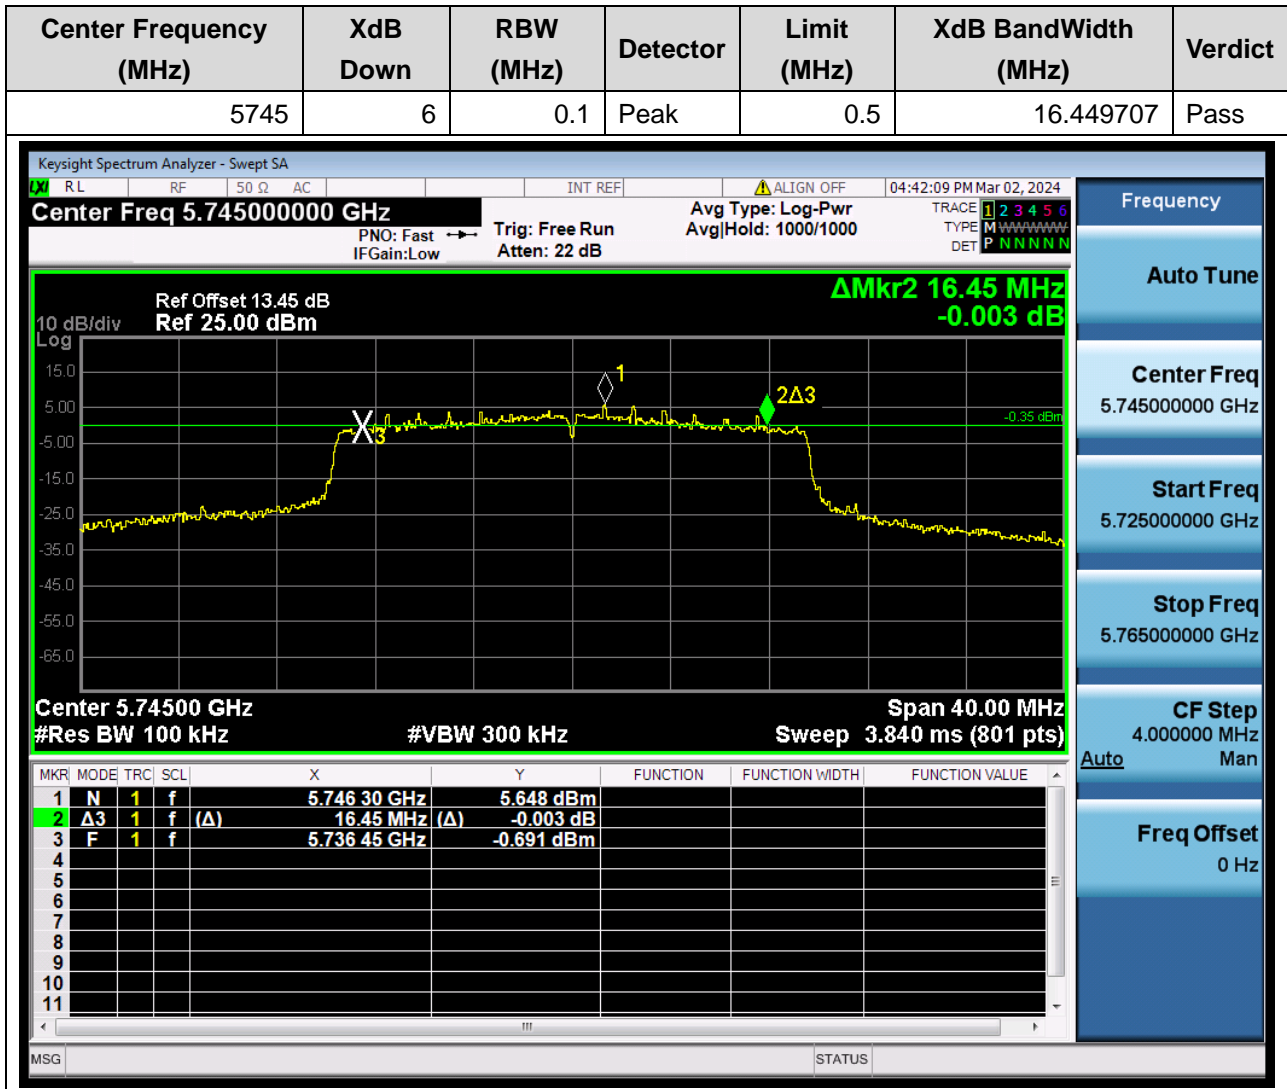 Center Frequency (MHz) XdB Down RBW (MHz) Detector Limit (MHz) XdB BandWidth (MHz) Verdict
5745 6 0.1 Peak 0.5 16.449707 Pass
Keysight Spectrum Analyzer - Swept SA
LXI RL RF 50 Ω AC INT REF ALIGN OFF 04:42:09 PM Mar 02, 2024
Center Freq 5.745000000 GHz
PNO: Fast
IFGain:Low
Trig: Free Run
Atten: 22 dB
Avg Type: Log-Pwr
Avg|Hold: 1000/1000
TRACE 1 2 3 4 5 6
TYPE M WWWWW
DET P N N N N N
ΔMkr2 16.45 MHz
-0.003 dB
Ref Offset 13.45 dB
10 dB/div Ref 25.00 dBm
Log
15.0
5.00
-5.00
-15.0
-25.0
-35.0
-45.0
-55.0
-65.0
1
2Δ3
3
-0.35 dBm
Center 5.74500 GHz Span 40.00 MHz
#Res BW 100 kHz #VBW 300 kHz Sweep 3.840 ms (801 pts)
MKR MODE TRC SCL X Y FUNCTION FUNCTION WIDTH FUNCTION VALUE
1 N 1 f 5.746 30 GHz 5.648 dBm
2 Δ3 1 f (Δ) 16.45 MHz (Δ) -0.003 dB
3 F 1 f 5.736 45 GHz -0.691 dBm
4
5
6
7
8
9
10
11
MSG STATUS
Frequency
Auto Tune
Center Freq
5.745000000 GHz
Start Freq
5.725000000 GHz
Stop Freq
5.765000000 GHz
CF Step
4.000000 MHz
Auto Man
Freq Offset
0 Hz